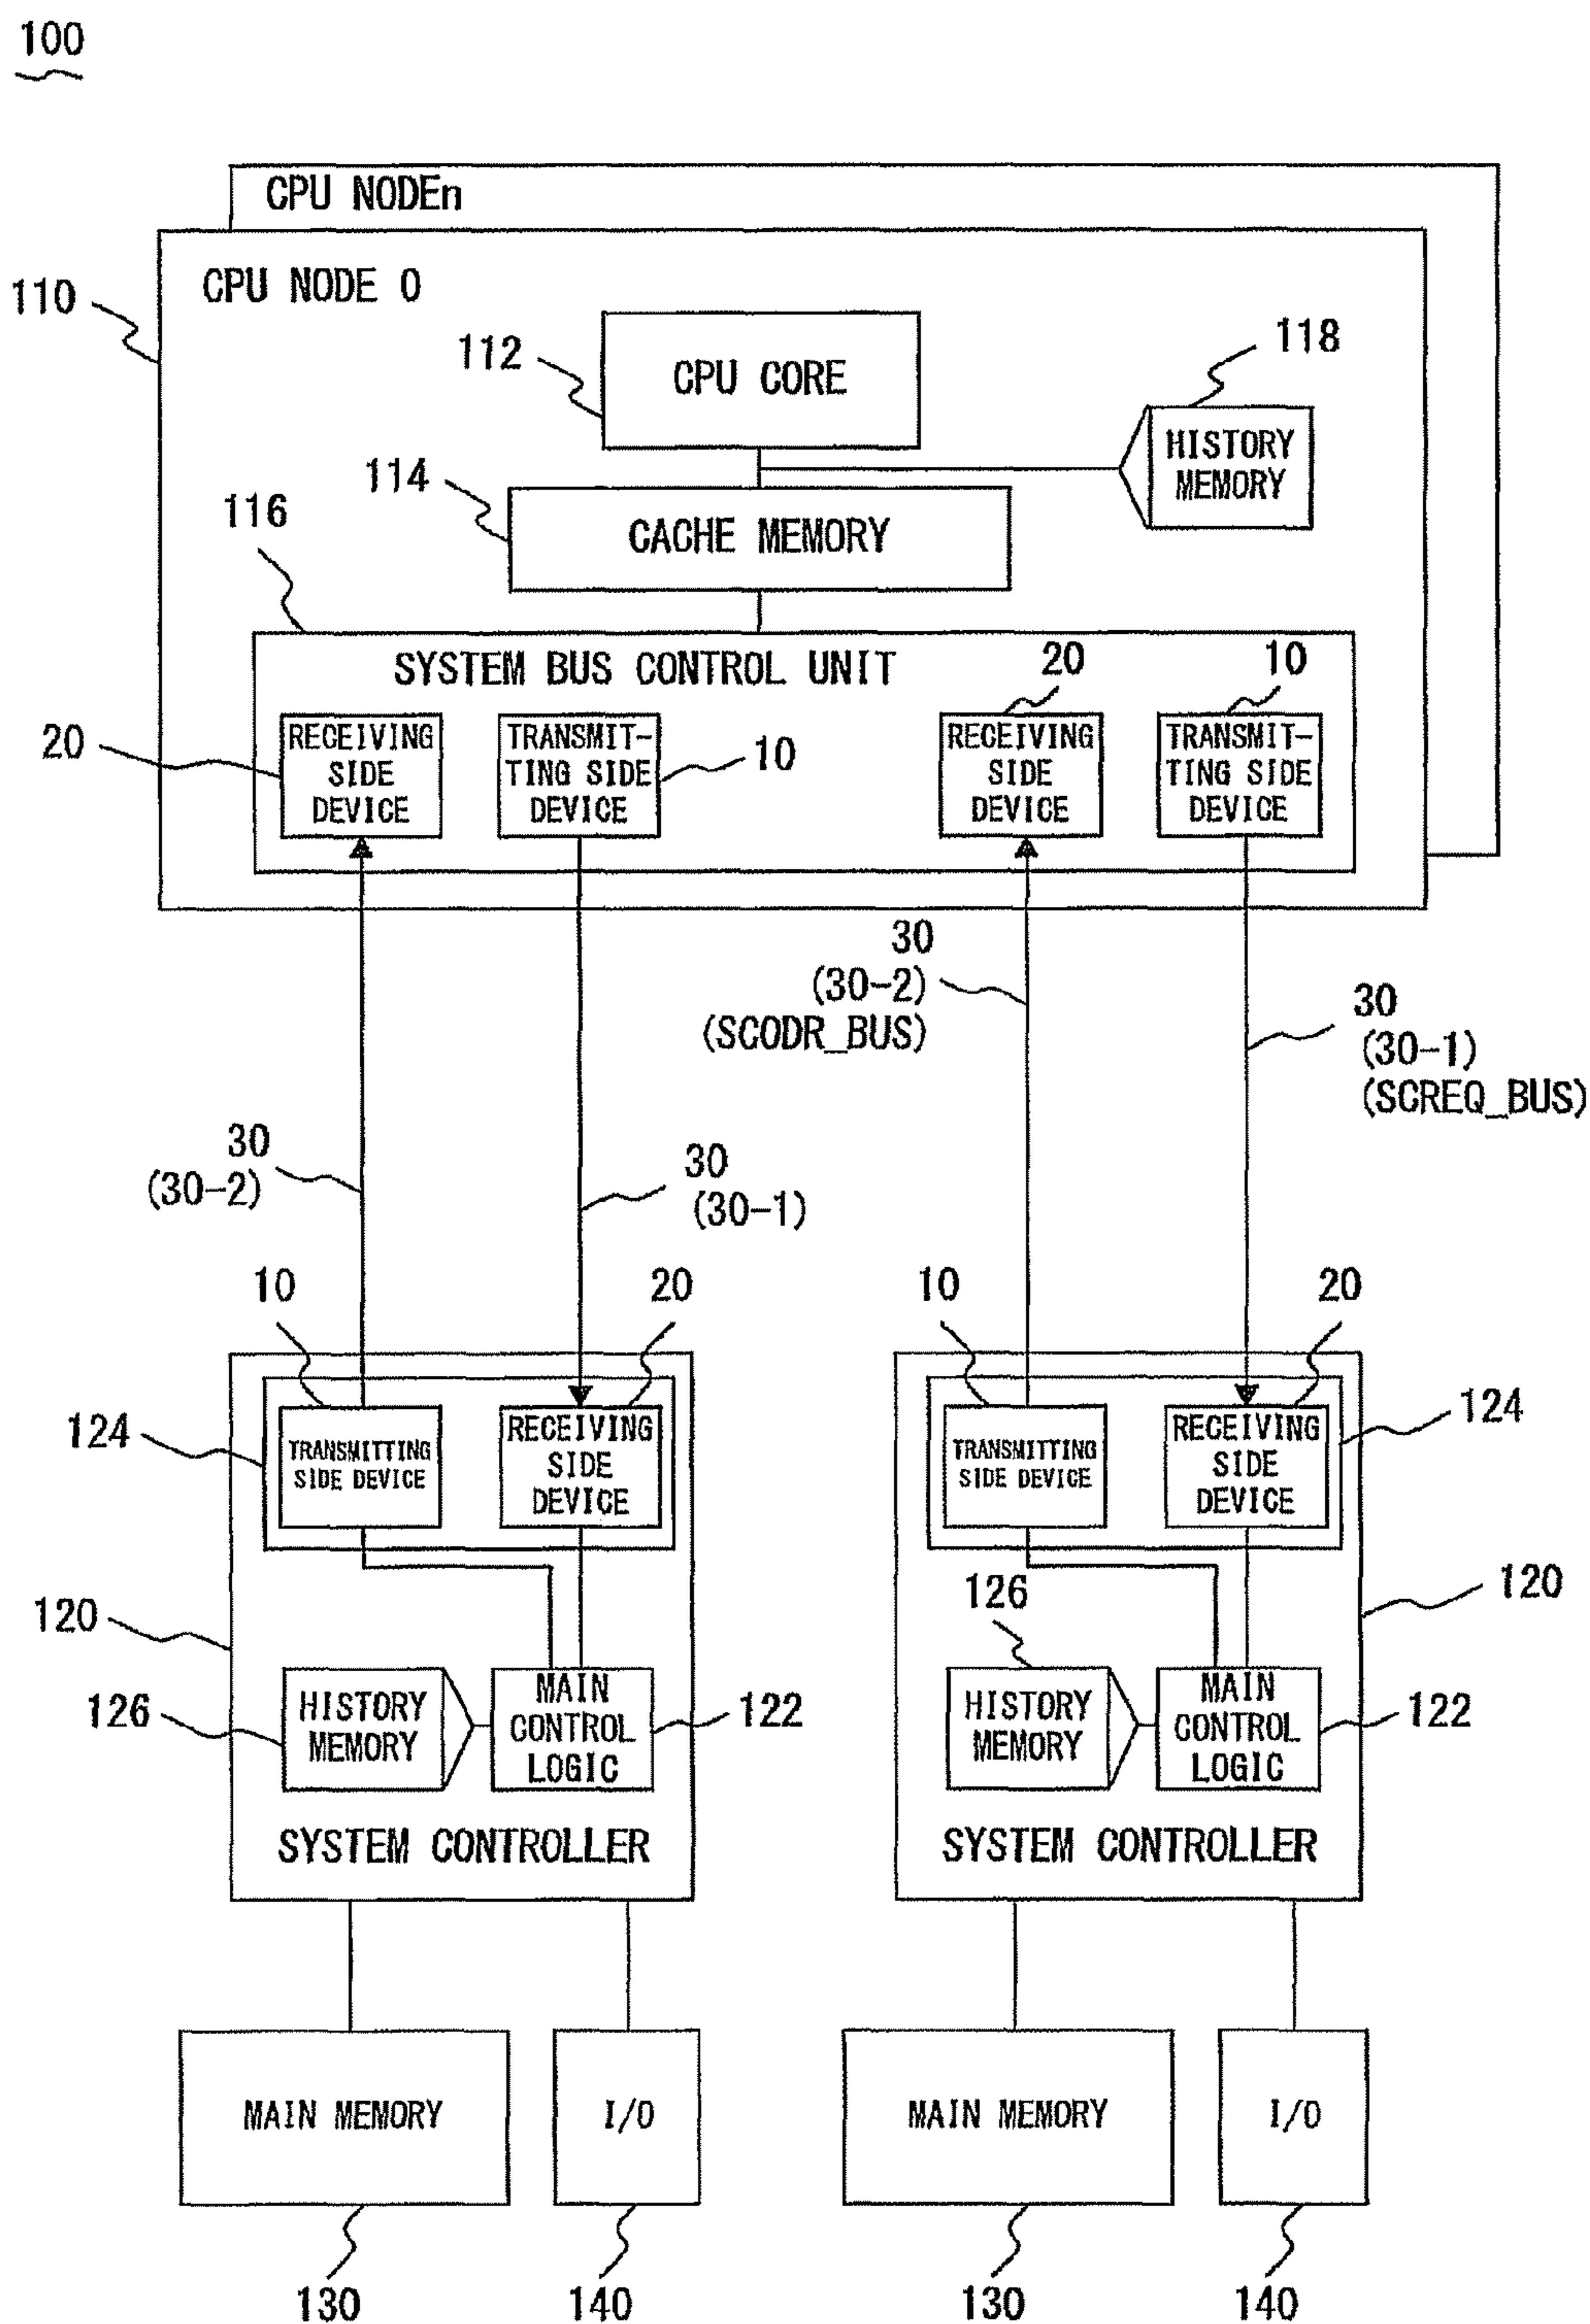 100
CPU NODEn
CPU NODE 0
110
112
CPU CORE
118
HISTORY
MEMORY
114
CACHE MEMORY
116
SYSTEM BUS CONTROL UNIT
20
10
20
RECEIVING
SIDE
DEVICE
TRANSMIT-
TING SIDE
DEVICE
10
RECEIVING
SIDE
DEVICE
TRANSMIT-
TING SIDE
DEVICE
30
(30-2)
(SCODR_BUS)
30
(30-1)
(SCREQ_BUS)
30
(30-2)
30
(30-1)
10
20
10
20
124
TRANSMITTING
SIDE DEVICE
RECEIVING
SIDE
DEVICE
TRANSMITTING
SIDE DEVICE
RECEIVING
SIDE
DEVICE
124
120
126
120
126
HISTORY
MEMORY
MAIN
CONTROL
LOGIC
122
HISTORY
MEMORY
MAIN
CONTROL
LOGIC
122
SYSTEM CONTROLLER
SYSTEM CONTROLLER
MAIN MEMORY
I/O
MAIN MEMORY
I/O
130
140
130
140